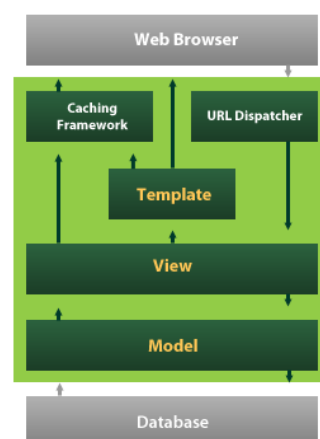 Web Browser
Caching
Framework
URL Dispatcher
Template
View
Model
Database